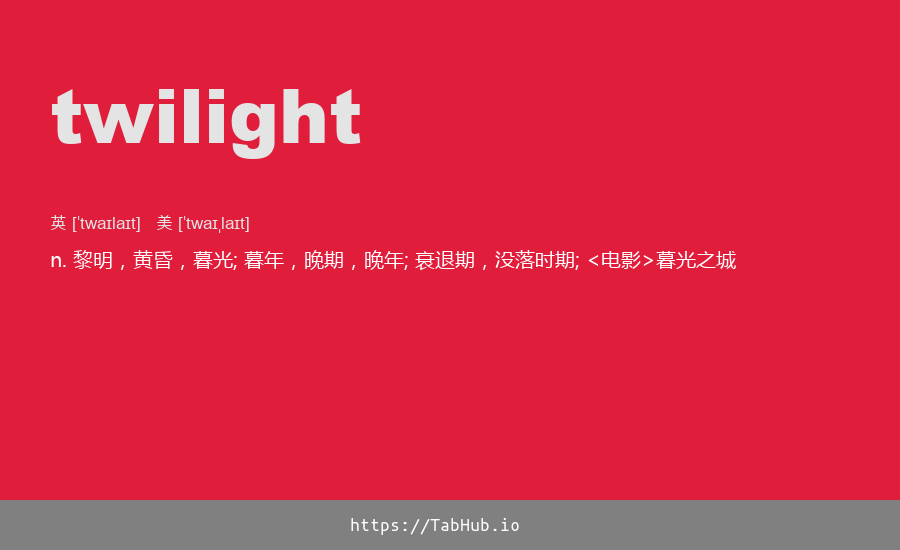 twilight
英 [ˈtwaɪlaɪt] 美 [ˈtwaɪˌlaɪt]
n. 黎明，黄昏，暮光; 暮年，晚期，晚年; 衰退期，没落时期; <电影>暮光之城
https://TabHub.io